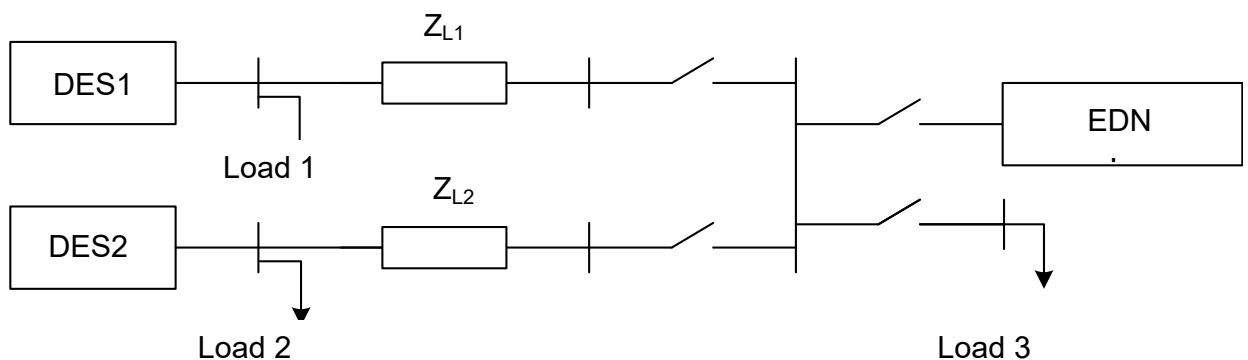 Z_L1
DES1
EDN
.
Load 1
Z_L2
DES2
Load 2
Load 3